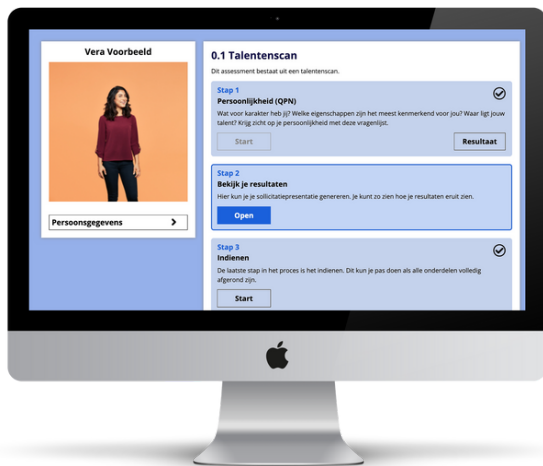 Vera Voorbeeld
Persoonsgegevens
0.1 Talentenscan
Dit assessment bestaat uit een talentenscan.
Stap 1
Persoonlijkheid (QPN)
Wat voor karakter heb jij? Welke eigenschappen zijn het meest kenmerkend voor jou? Waar ligt jouw
talent? Krijg zicht op je persoonlijkheid met deze vragenlijst.
Start
Resultaat
Stap 2
Bekijk je resultaten
Hier kun je je sollicitatiepresentatie genereren. Je kunt zo zien hoe je resultaten eruit zien.
Open
Stap 3
Indienen
De laatste stap in het proces is het indienen. Dit kun je pas doen als alle onderdelen volledig
afgerond zijn.
Start